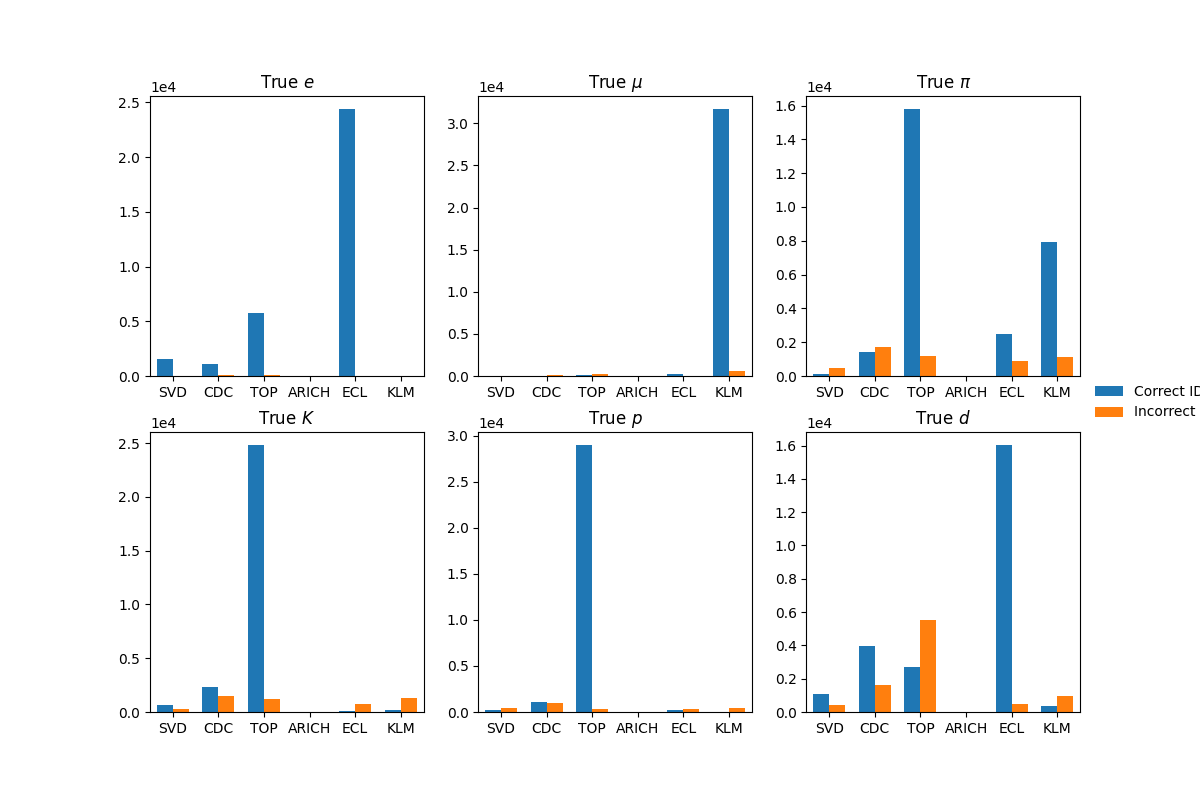 True e
1e4
2.5
2.0
1.5
1.0
0.5
0.0
SVD CDC TOP ARICH ECL KLM
True μ
1e4
3.0
2.5
2.0
1.5
1.0
0.5
0.0
SVD CDC TOP ARICH ECL KLM
True π
1e4
1.6
1.4
1.2
1.0
0.8
0.6
0.4
0.2
0.0
SVD CDC TOP ARICH ECL KLM
Correct ID
Incorrect
True K
1e4
2.5
2.0
1.5
1.0
0.5
0.0
SVD CDC TOP ARICH ECL KLM
True p
1e4
3.0
2.5
2.0
1.5
1.0
0.5
0.0
SVD CDC TOP ARICH ECL KLM
True d
1e4
1.6
1.4
1.2
1.0
0.8
0.6
0.4
0.2
0.0
SVD CDC TOP ARICH ECL KLM